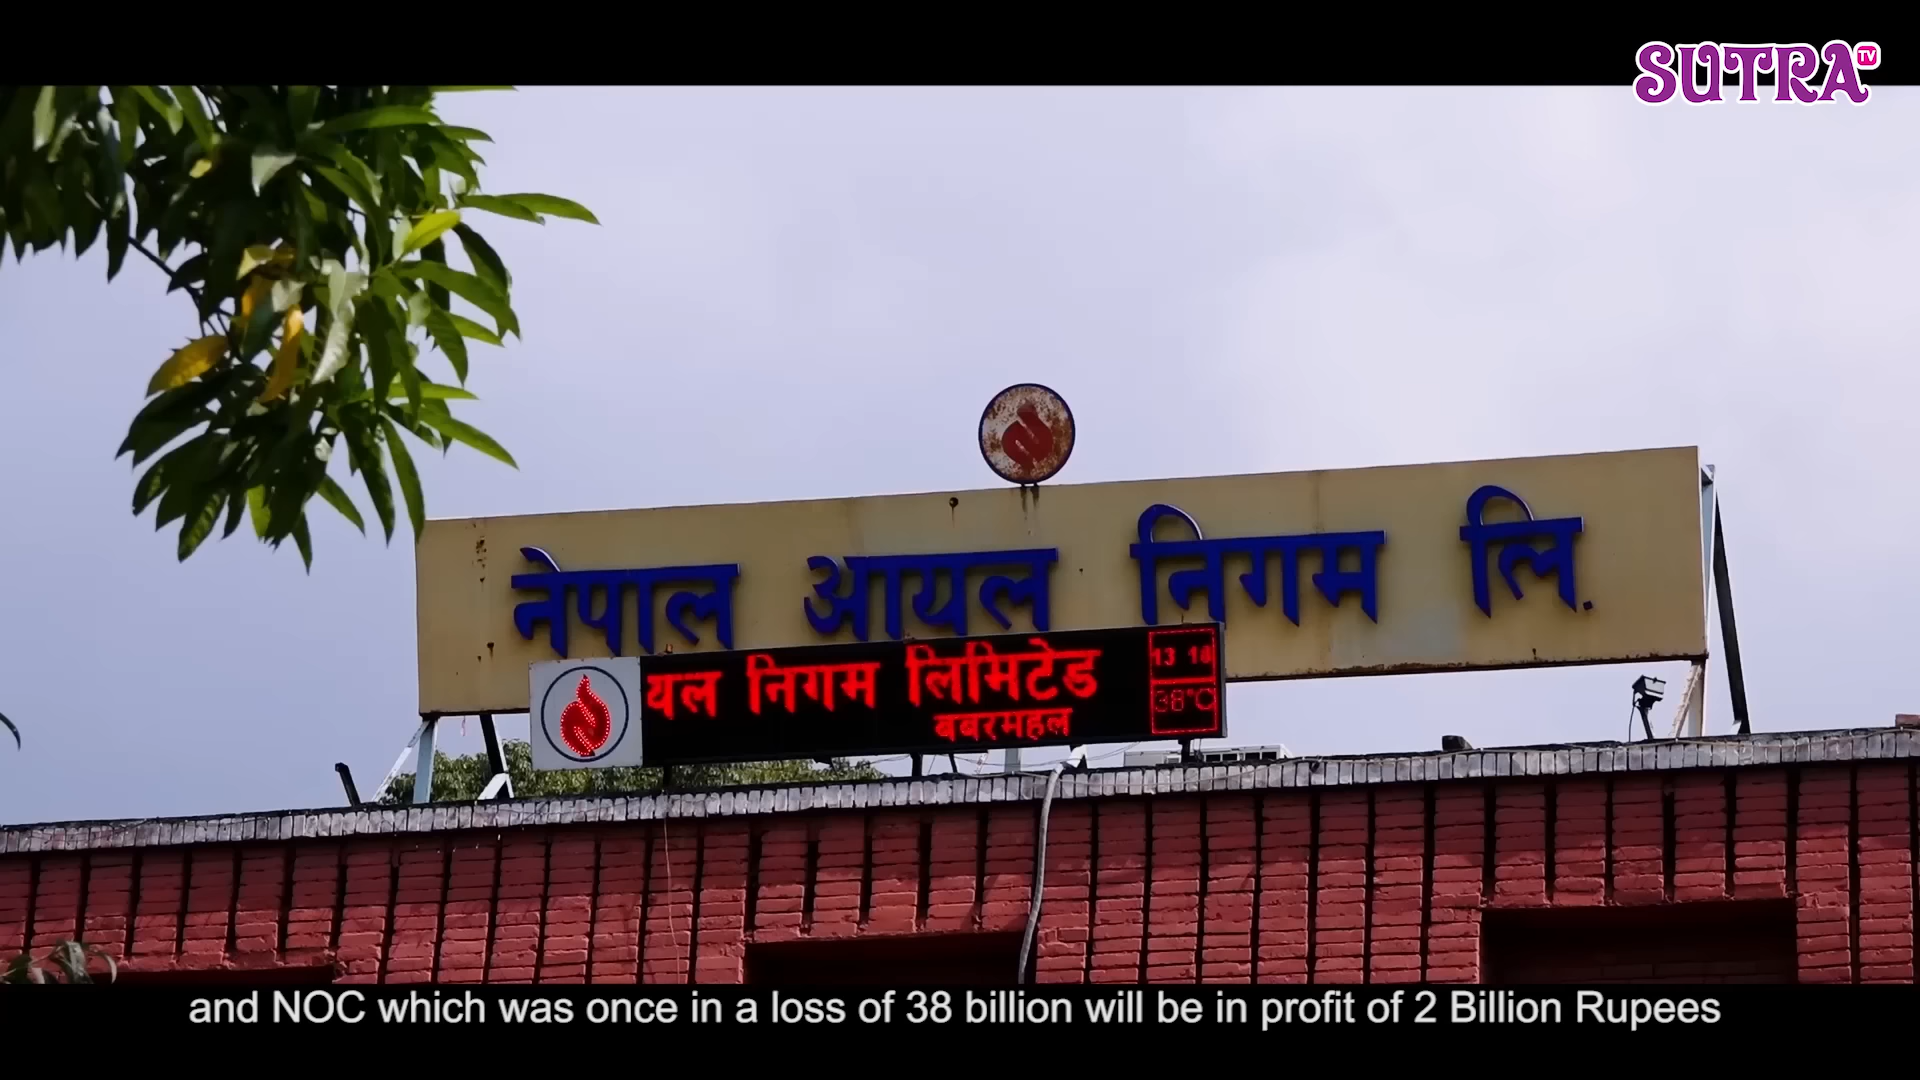 SUTRA TV
नेपाल आयल निगम लि.
यल निगम लिमिटेड
बबरमहल
13 18
38°C
and NOC which was once in a loss of 38 billion will be in profit of 2 Billion Rupees